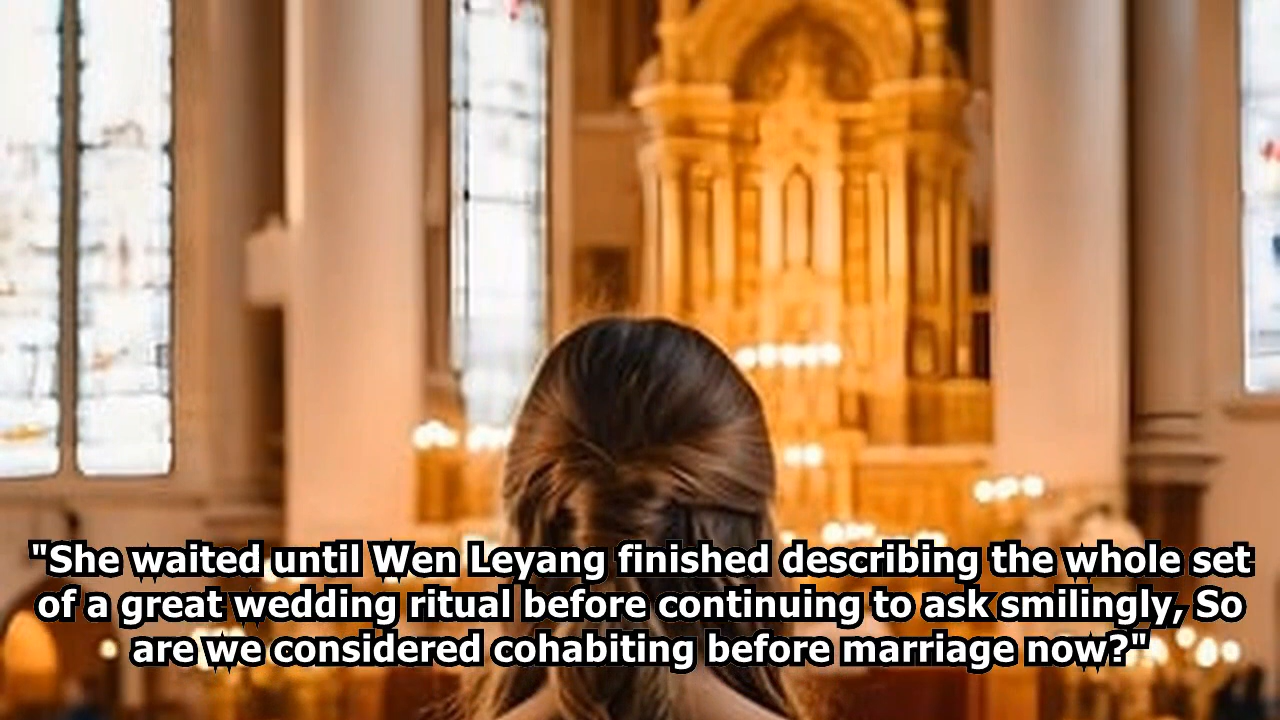 "She waited until Wen Leyang finished describing the whole set
of a great wedding ritual before continuing to ask smilingly, So
are we considered cohabiting before marriage now?"